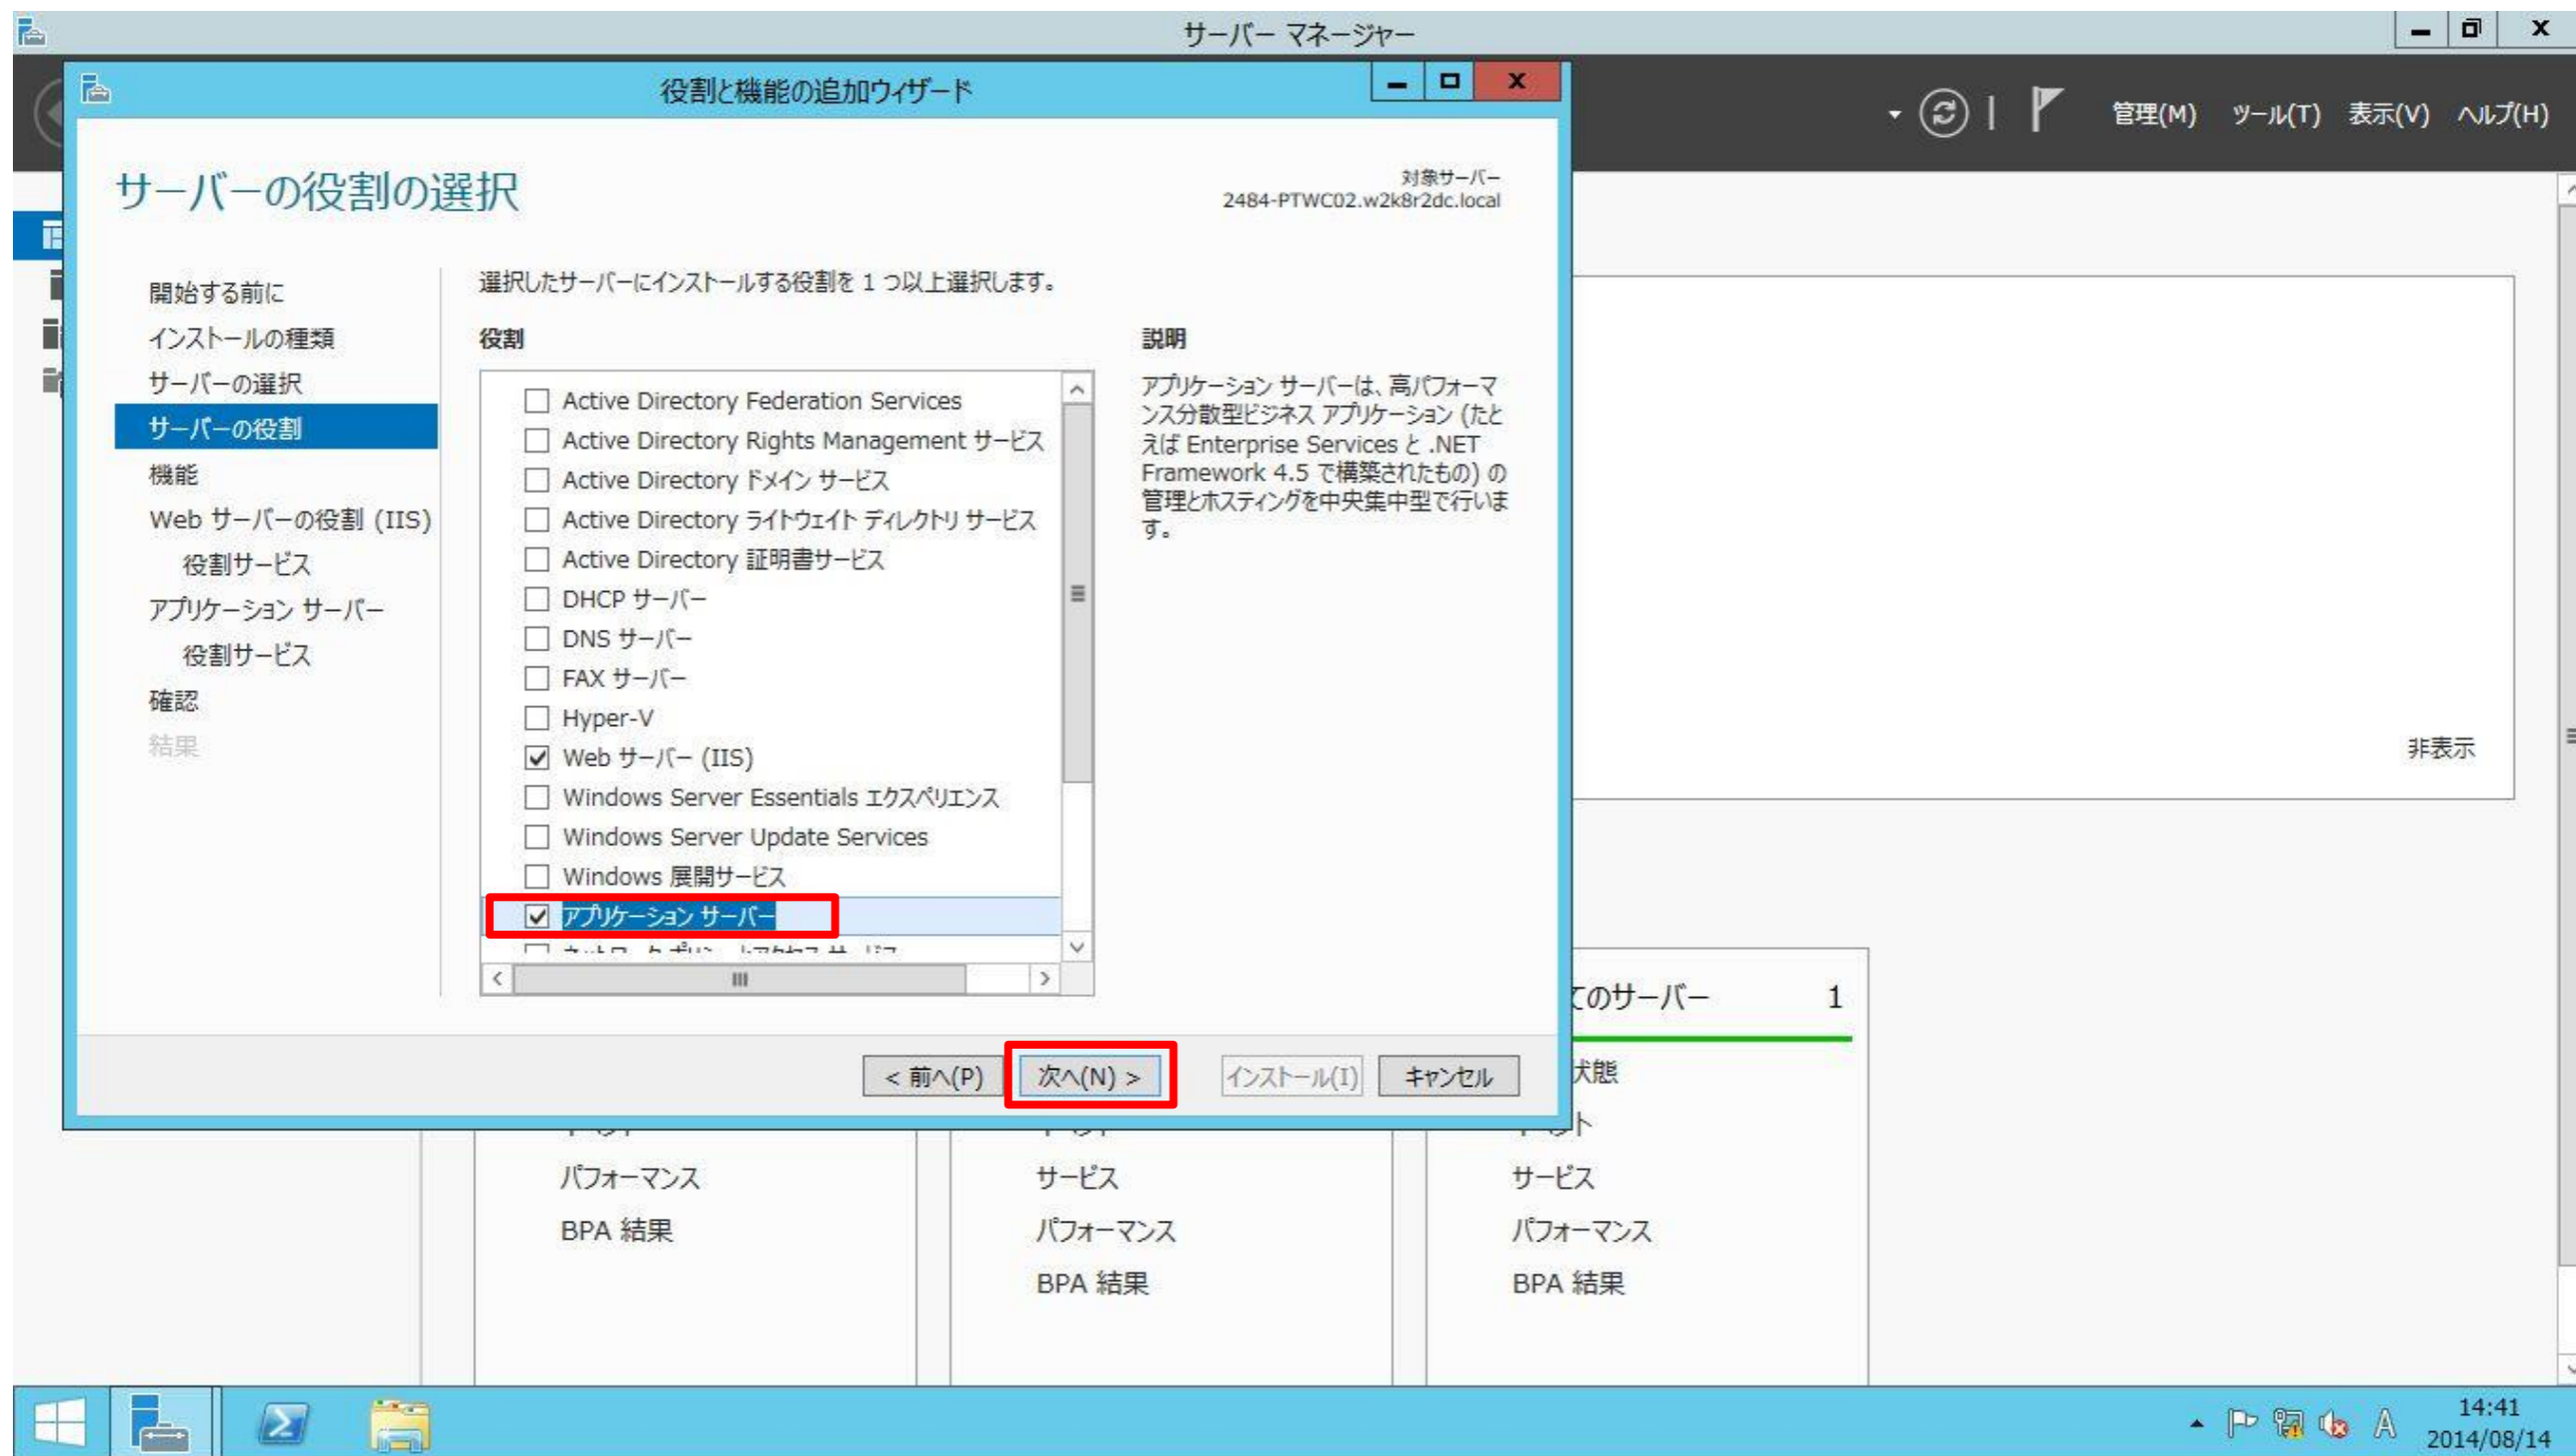 サーバー マネージャー
管理(M) ツール(T) 表示(V) ヘルプ(H)
役割と機能の追加ウィザード
サーバーの役割の選択
対象サーバー
2484-PTWC02.w2k8r2dc.local
開始する前に
インストールの種類
サーバーの選択
サーバーの役割
機能
Web サーバーの役割 (IIS)
役割サービス
アプリケーション サーバー
役割サービス
確認
結果
選択したサーバーにインストールする役割を 1 つ以上選択します。
役割
Active Directory Federation Services
Active Directory Rights Management サービス
Active Directory ドメイン サービス
Active Directory ライトウェイト ディレクトリ サービス
Active Directory 証明書サービス
DHCP サーバー
DNS サーバー
FAX サーバー
Hyper-V
Web サーバー (IIS)
Windows Server Essentials エクスペリエンス
Windows Server Update Services
Windows 展開サービス
アプリケーション サーバー
説明
アプリケーション サーバーは、高パフォーマ
ンス分散型ビジネス アプリケーション (たと
えば Enterprise Services と .NET
Framework 4.5 で構築されたもの) の
管理とホスティングを中央集中型で行いま
す。
< 前へ(P) 次へ(N) > インストール(I) キャンセル
非表示
てのサーバー 1
状態
パフォーマンス
BPA 結果
サービス
パフォーマンス
BPA 結果
サービス
パフォーマンス
BPA 結果
A
14:41
2014/08/14